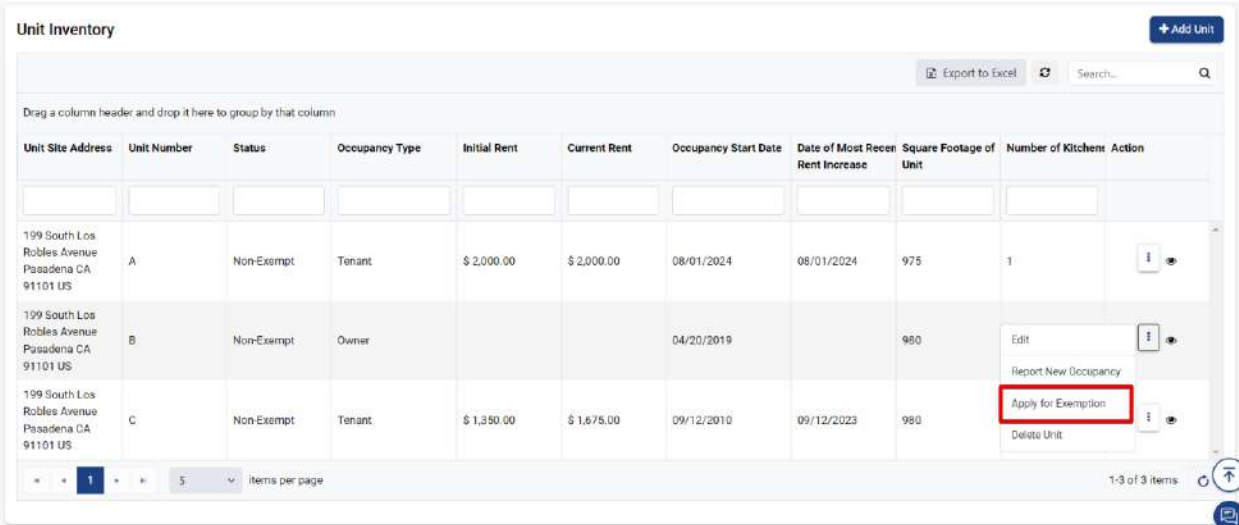 Unit Inventory
+ Add Unit
Export to Excel
Search...
Drag a column header and drop it here to group by that column
Unit Site Address Unit Number Status Occupancy Type Initial Rent Current Rent Occupancy Start Date Date of Most Recen Square Footage of Number of Kitchens Action
Rent Increase Unit
199 South Los
Robles Avenue
Pasadena CA
91101 US
A Non-Exempt Tenant $ 2,000.00 $ 2,000.00 08/01/2024 08/01/2024 975 1
199 South Los
Robles Avenue
Pasadena CA
91101 US
B Non-Exempt Owner 04/20/2019 980
Edit
Report New Occupancy
Apply for Exemption
Delete Unit
199 South Los
Robles Avenue
Pasadena CA
91101 US
C Non-Exempt Tenant $ 1,350.00 $ 1,675.00 09/12/2010 09/12/2023 980
1 5 items per page 1-3 of 3 items